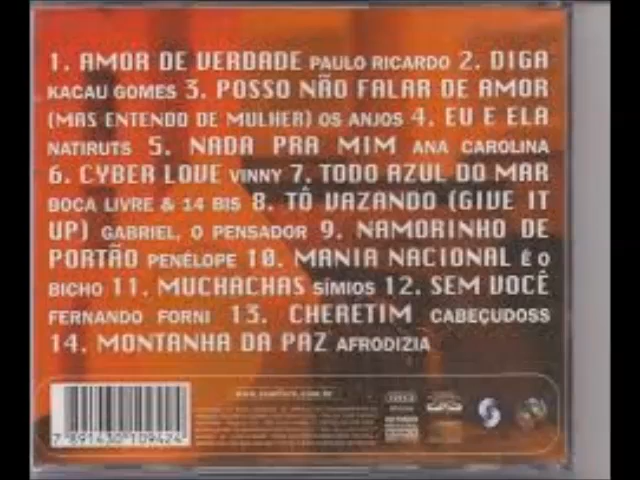 1. AMOR DE VERDADE PAULO RICARDO 2. DIGA
KACAU GOMES 3. POSSO NÃO FALAR DE AMOR
(MAS ENTENDO DE MULHER) OS ANJOS 4. EU E ELA
NATIRUTS 5. NADA PRA MIM ANA CAROLINA
6. CYBER LOVE VINNY 7. TODO AZUL DO MAR
BOCA LIVRE & 14 BIS 8. TÔ VAZANDO (GIVE IT
UP) GABRIEL, O PENSADOR 9. NAMORINHO DE
PORTÃO PENÉLOPE 10. MANIA NACIONAL É O
BICHO 11. MUCHACHAS SÍMIOS 12. SEM VOCÊ
FERNANDO FORNI 13. CHERETIM CABEÇUDOSS
14. MONTANHA DA PAZ AFRODIZIA
7 891430 109424